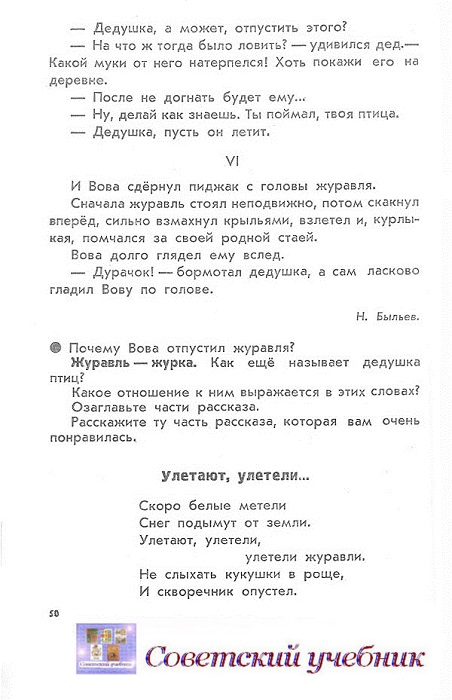 — Дедушка, а может, отпустить этого?
— На что ж тогда было ловить? — удивился дед.—
Какой муки от него натерпелся! Хоть покажи его на
деревне.
— После не догнать будет ему...
— Ну, делай как знаешь. Ты поймал, твоя птица.
— Дедушка, пусть он летит.
VI
И Вова сдёрнул пиджак с головы журавля.
Сначала журавль стоял неподвижно, потом скакнул
вперёд, сильно взмахнул крыльями, взлетел и, курлы-
кая, помчался за своей родной стаей.
Вова долго глядел ему вслед.
— Дурачок! — бормотал дедушка, а сам ласково
гладил Вову по голове.
Н. Быльев.
Почему Вова отпустил журавля?
Журавль — журка. Как ещё называет дедушка
птиц?
Какое отношение к ним выражается в этих словах?
Озаглавьте части рассказа.
Расскажите ту часть рассказа, которая вам очень
понравилась.
Улетают, улетели...
Скоро белые метели
Снег подымут от земли.
Улетают, улетели,
улетели журавли.
Не слыхать кукушки в роще,
И скворечник опустел.
50
Советский учебник
Советский учебник